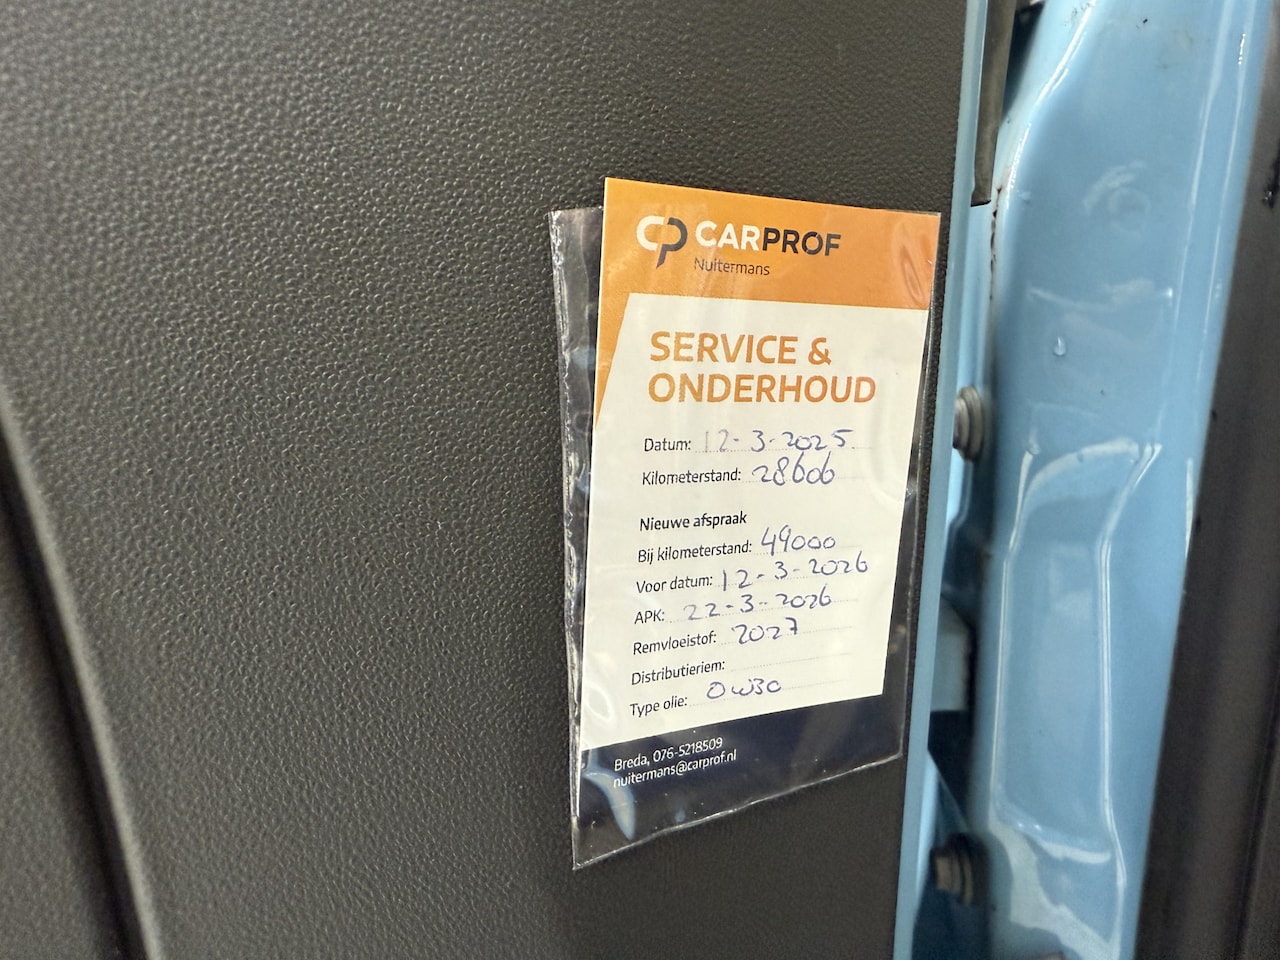 CP CARPROF
Nuitermans
SERVICE &
ONDERHOUD
Datum: 12-3-2025
Kilometerstand: 28606
Nieuwe afspraak
Bij kilometerstand: 49000
Voor datum: 12-3-2026
APK: 22-3-2026
Remvloeistof: 2027
Distributieriem:
Type olie: 0W30
Breda, 076-5218509
nuitermans@carprof.nl